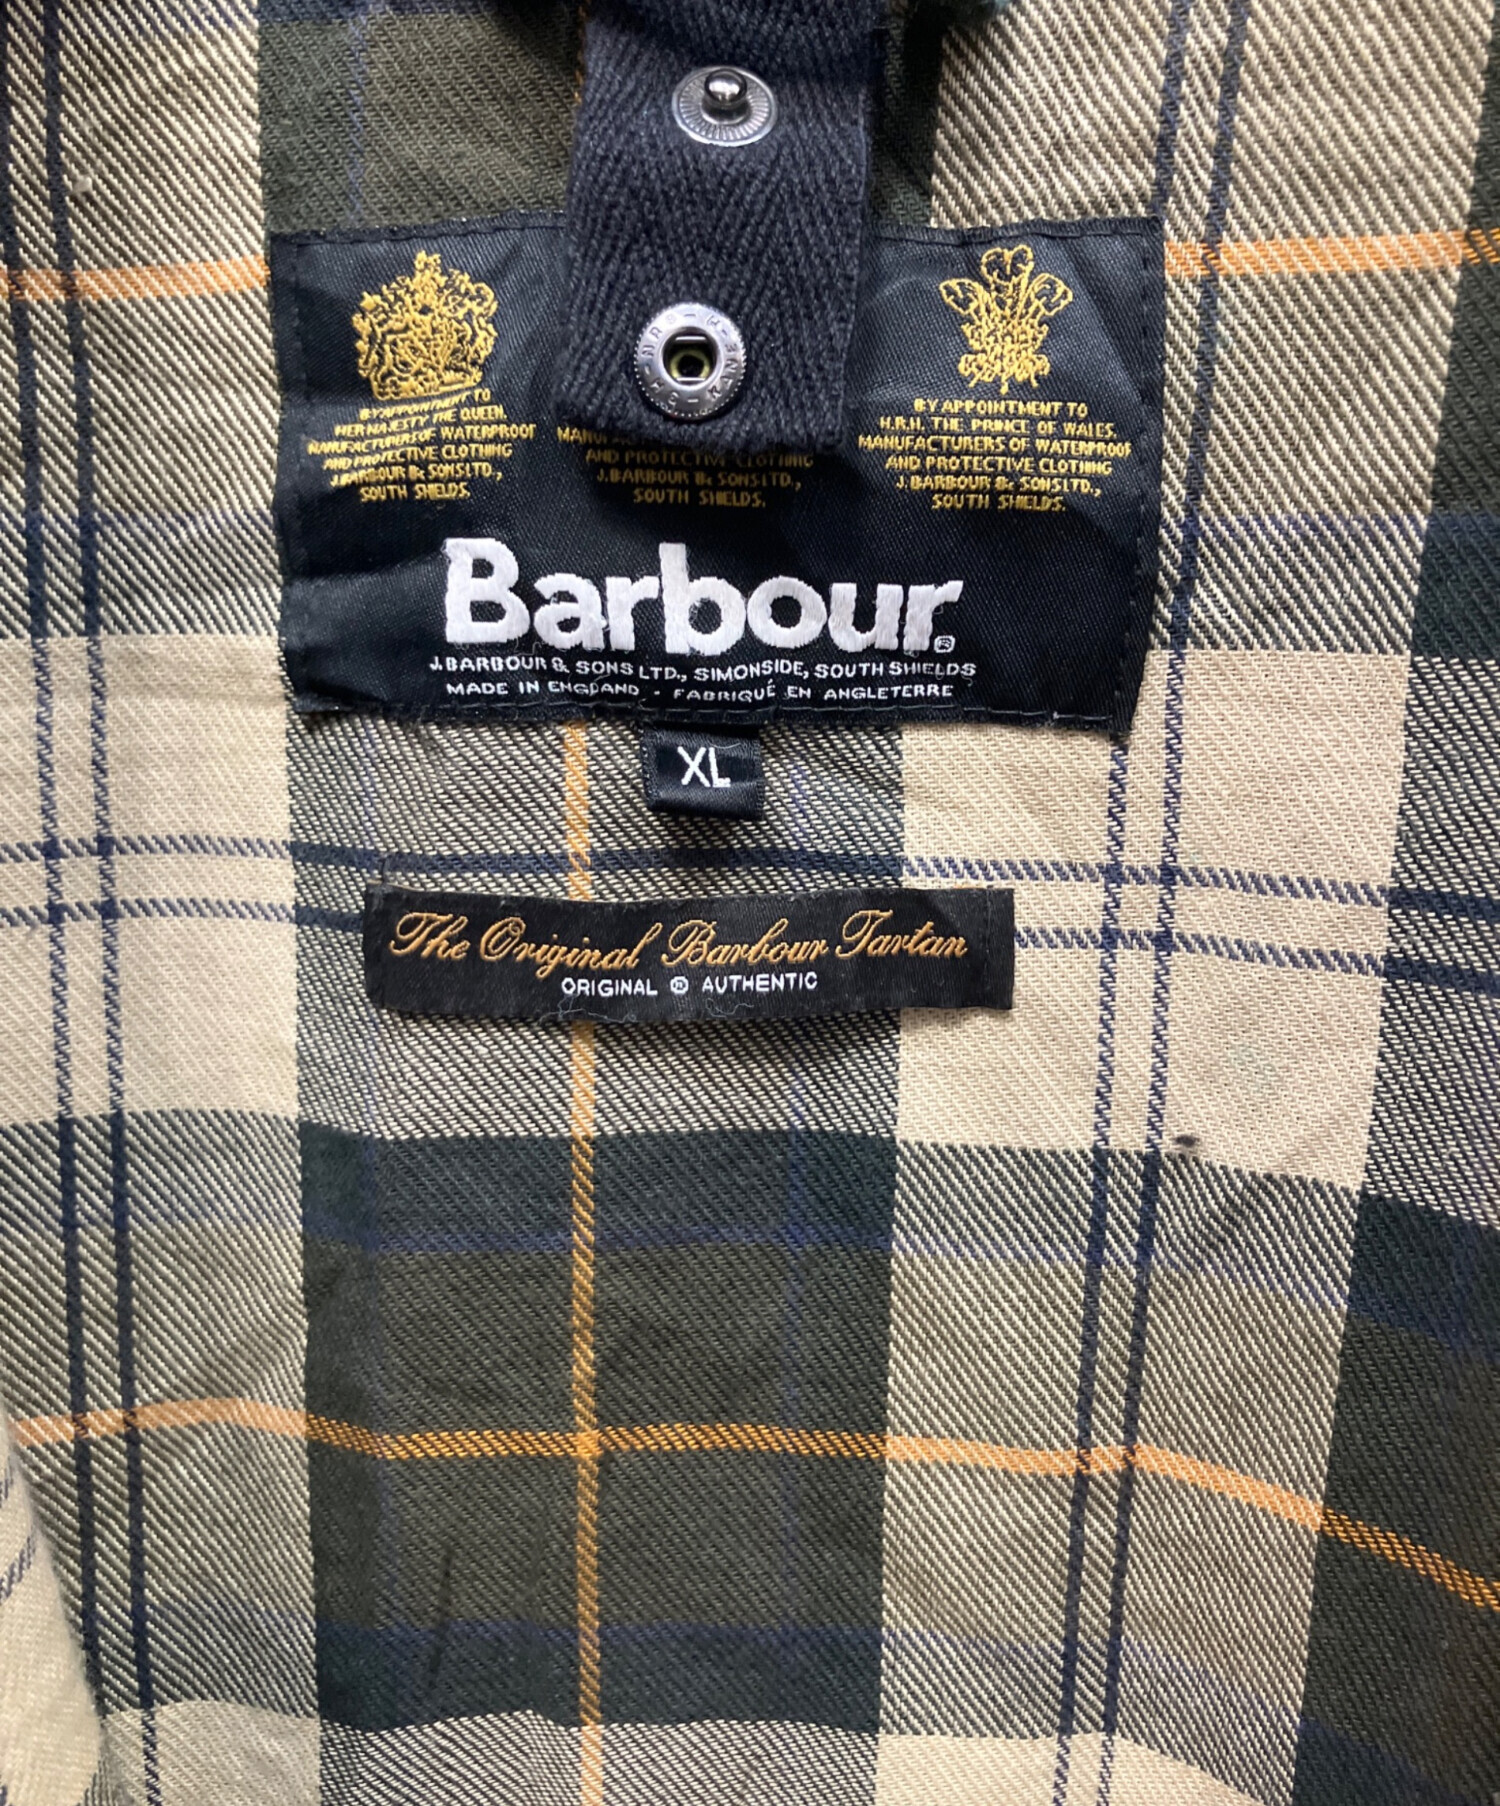 BY APPOINTMENT TO
HER MAJESTY THE QUEEN.
MANUFACTURERS OF WATERPROOF
AND PROTECTIVE CLOTHING
J.BARBOUR & SONS LTD.,
SOUTH SHIELDS.
AND PROTECTIVE CLOTHING
J.BARBOUR & SONS LTD.,
SOUTH SHIELDS.
BY APPOINTMENT TO
H.R.H. THE PRINCE OF WALES.
MANUFACTURERS OF WATERPROOF
AND PROTECTIVE CLOTHING
J.BARBOUR & SONS LTD.,
SOUTH SHIELDS.
Barbour®
J.BARBOUR & SONS LTD., SIMONSIDE, SOUTH SHIELDS
MADE IN ENGLAND · FABRIQUÉ EN ANGLETERRE
XL
The Original Barbour Tartan
ORIGINAL ® AUTHENTIC